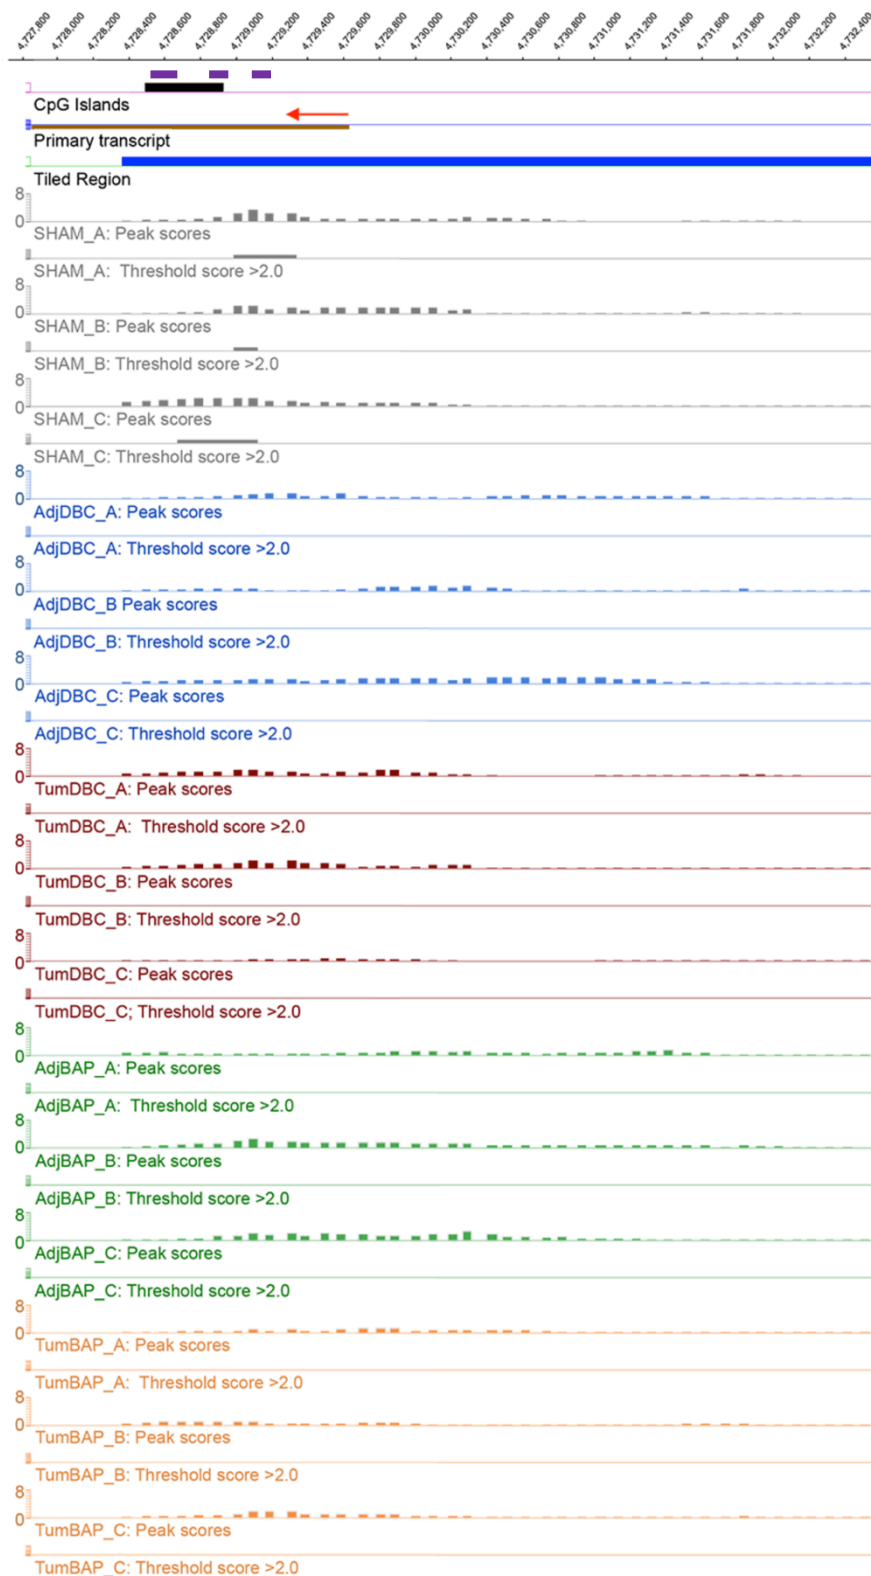 4,727,800 4,728,000 4,728,200 4,728,400 4,728,600 4,728,800 4,729,000 4,729,200 4,729,400 4,729,600 4,729,800 4,730,000 4,730,200 4,730,400 4,730,600 4,730,800 4,731,000 4,731,200 4,731,400 4,731,600 4,731,800 4,732,000 4,732,200 4,732,400
CpG Islands
Primary transcript
Tiled Region
8
0
SHAM_A: Peak scores
SHAM_A: Threshold score >2.0
8
0
SHAM_B: Peak scores
SHAM_B: Threshold score >2.0
8
0
SHAM_C: Peak scores
SHAM_C: Threshold score >2.0
8
0
AdjDBC_A: Peak scores
AdjDBC_A: Threshold score >2.0
8
0
AdjDBC_B Peak scores
AdjDBC_B: Threshold score >2.0
8
0
AdjDBC_C: Peak scores
AdjDBC_C: Threshold score >2.0
8
0
TumDBC_A: Peak scores
TumDBC_A: Threshold score >2.0
8
0
TumDBC_B: Peak scores
TumDBC_B: Threshold score >2.0
8
0
TumDBC_C: Peak scores
TumDBC_C; Threshold score >2.0
8
0
AdjBAP_A: Peak scores
AdjBAP_A: Threshold score >2.0
8
0
AdjBAP_B: Peak scores
AdjBAP_B: Threshold score >2.0
8
0
AdjBAP_C: Peak scores
AdjBAP_C: Threshold score >2.0
8
0
TumBAP_A: Peak scores
TumBAP_A: Threshold score >2.0
8
0
TumBAP_B: Peak scores
TumBAP_B: Threshold score >2.0
8
0
TumBAP_C: Peak scores
TumBAP_C: Threshold score >2.0